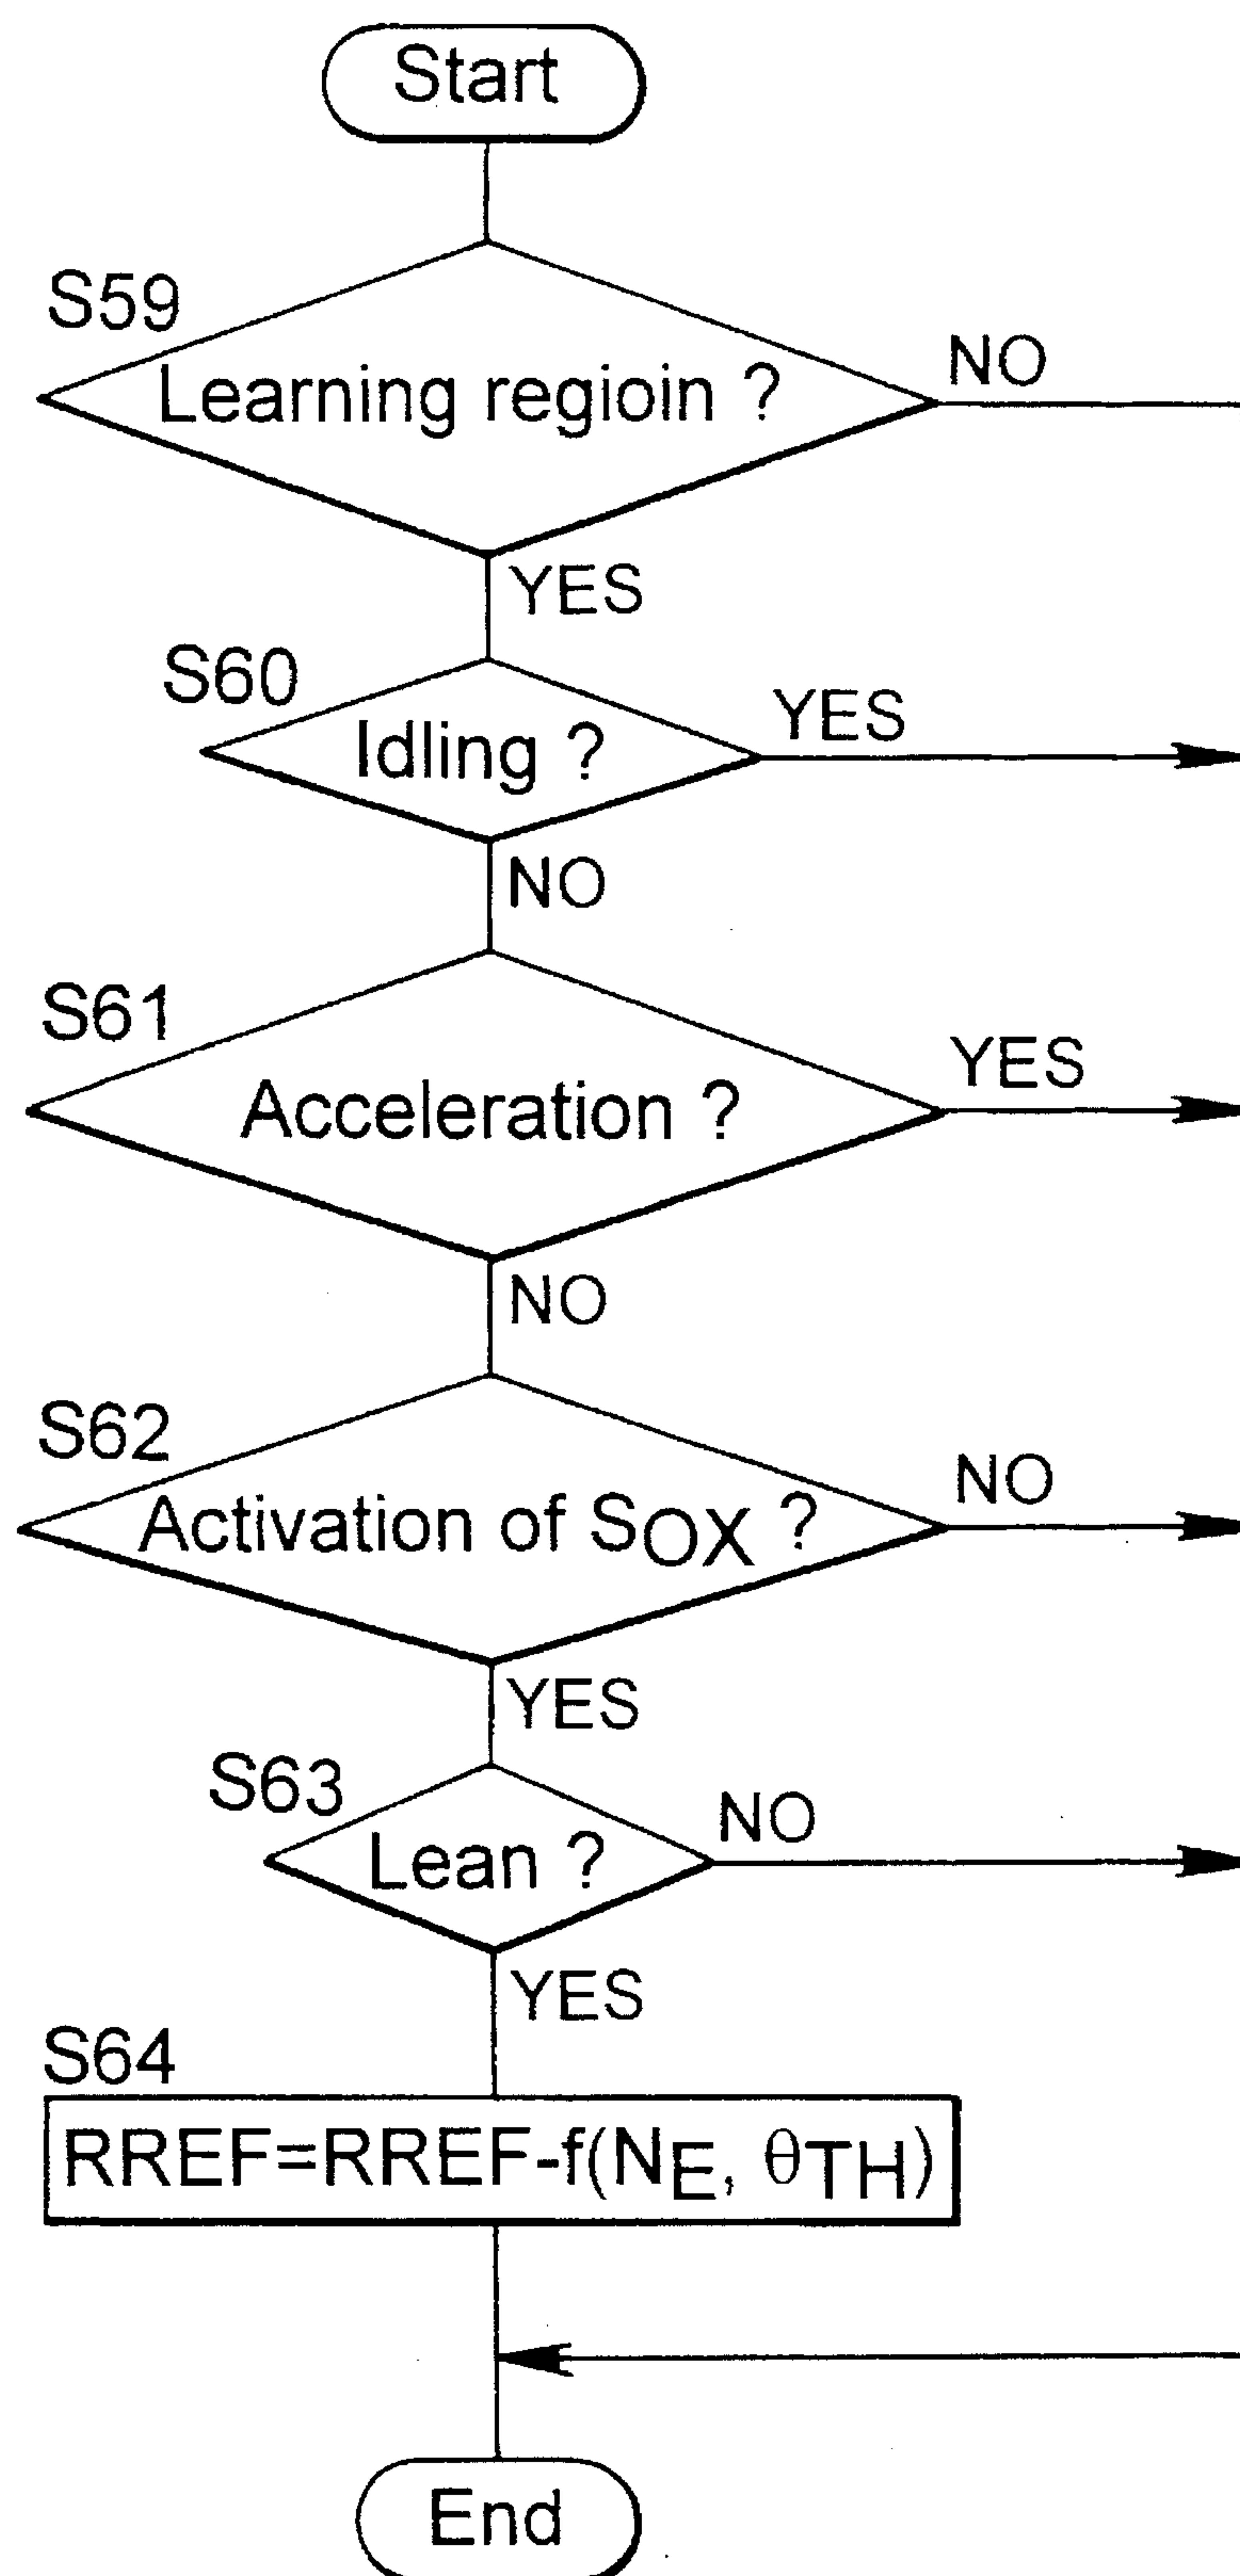 Start
S59
Learning regioin ?
NO
YES
S60
Idling ?
YES
NO
S61
Acceleration ?
YES
NO
S62
Activation of SOX ?
NO
YES
S63
Lean ?
NO
YES
S64
RREF=RREF-f(NE, θTH)
End